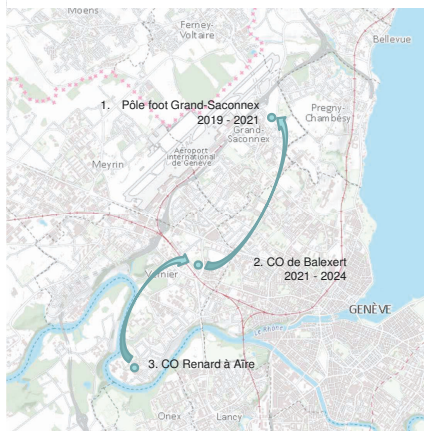 Moëns
Ferney-
Voltaire
Bellevue
1. Pôle foot Grand-Saconnex
2019 - 2021
Pregny-
Chambésy
Grand-
Saconnex
Aéroport
international
de Genève
Meyrin
2. CO de Balexert
2021 - 2024
Vernier
GENÈVE
Le Rhône
3. CO Renard à Aïre
Onex
Lancy